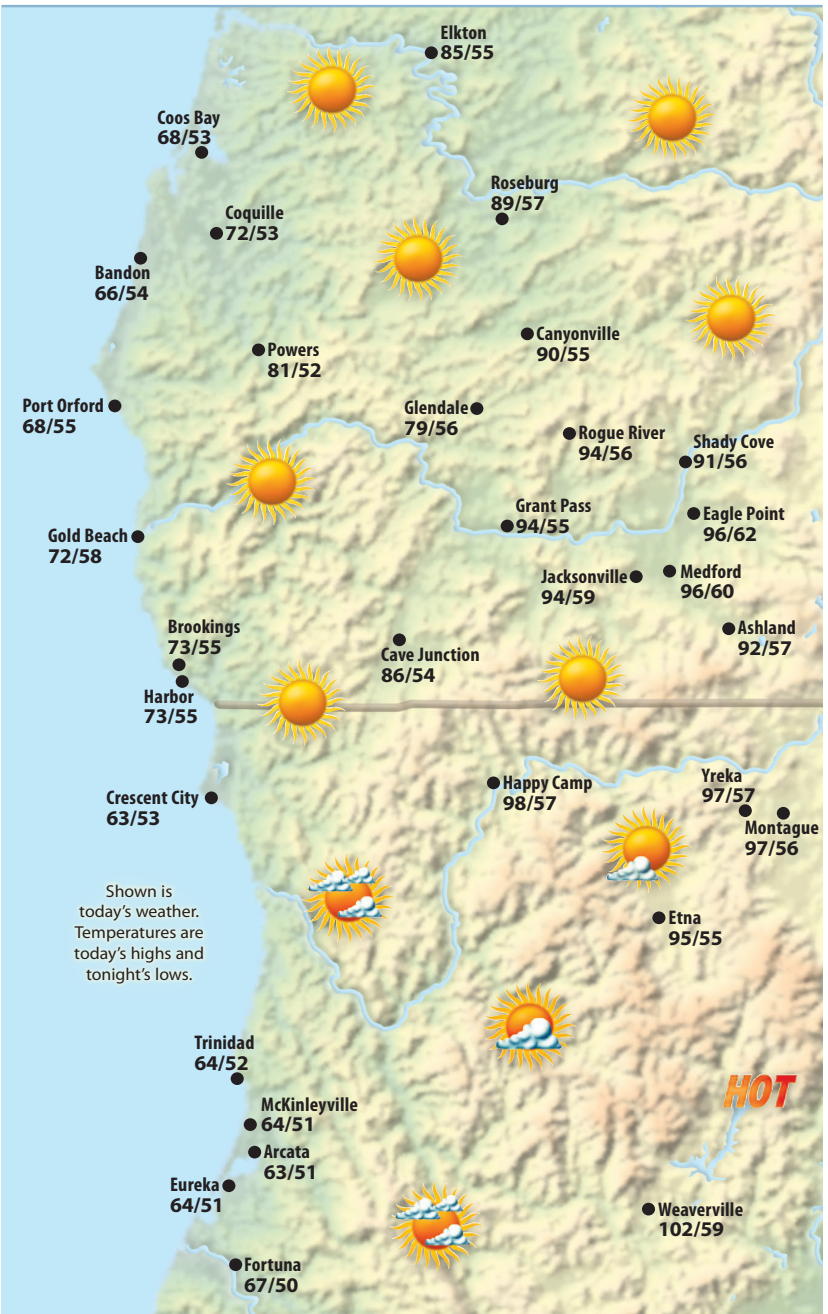 Elkton
85/55
Coos Bay
68/53
Roseburg
89/57
Coquille
72/53
Bandon
66/54
Canyonville
90/55
Powers
81/52
Port Orford
68/55
Glendale
79/56
Rogue River
94/56
Shady Cove
91/56
Grant Pass
94/55
Eagle Point
96/62
Gold Beach
72/58
Jacksonville
94/59
Medford
96/60
Brookings
73/55
Cave Junction
86/54
Ashland
92/57
Harbor
73/55
Happy Camp
98/57
Yreka
97/57
Crescent City
63/53
Montague
97/56
Shown is
today's weather.
Temperatures are
today's highs and
tonight's lows.
Etna
95/55
Trinidad
64/52
HOT
McKinleyville
64/51
Arcata
63/51
Eureka
64/51
Weaverville
102/59
Fortuna
67/50